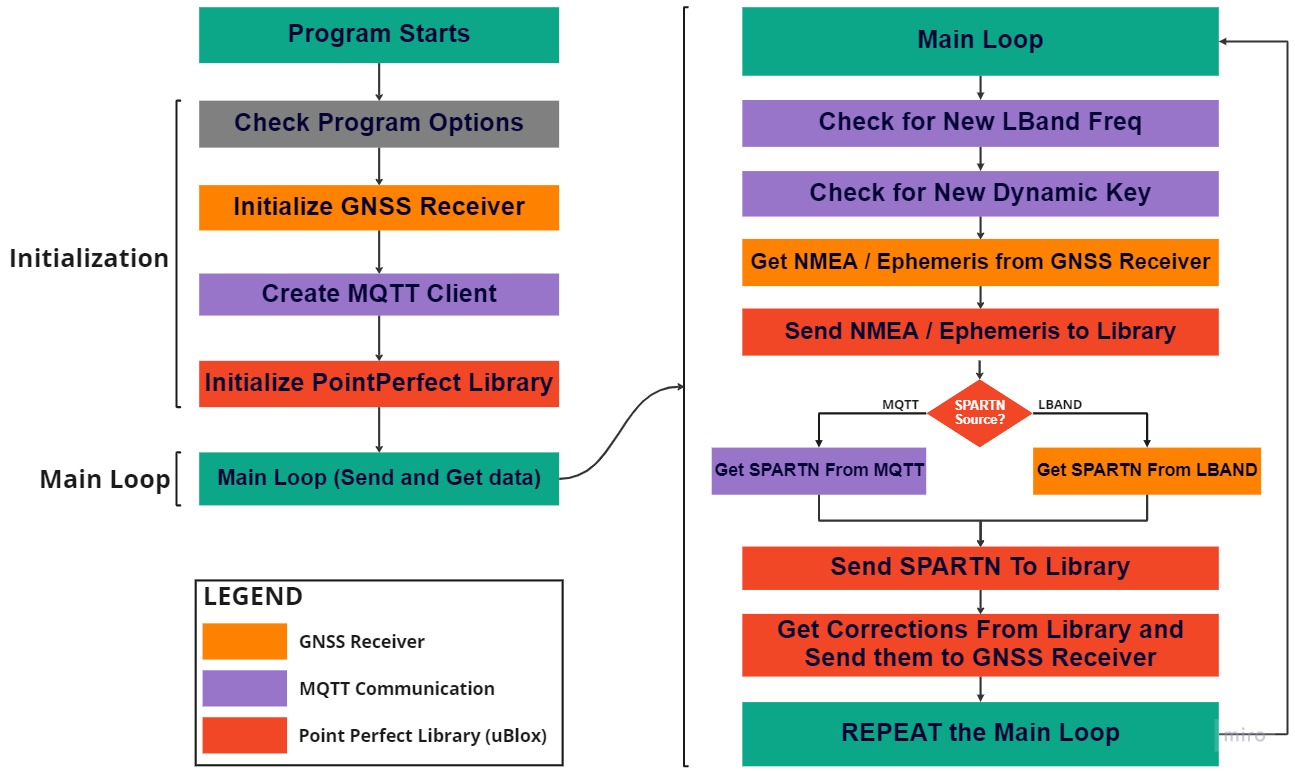 Program Starts
Check Program Options
Initialize GNSS Receiver
Initialization
Create MQTT Client
Initialize PointPerfect Library
Main Loop
Main Loop (Send and Get data)
LEGEND
GNSS Receiver
MQTT Communication
Point Perfect Library (uBlox)
Main Loop
Check for New LBand Freq
Check for New Dynamic Key
Get NMEA / Ephemeris from GNSS Receiver
Send NMEA / Ephemeris to Library
MQTT
SPARTN
Source?
LBAND
Get SPARTN From MQTT
Get SPARTN From LBAND
Send SPARTN To Library
Get Corrections From Library and
Send them to GNSS Receiver
REPEAT the Main Loop
miro